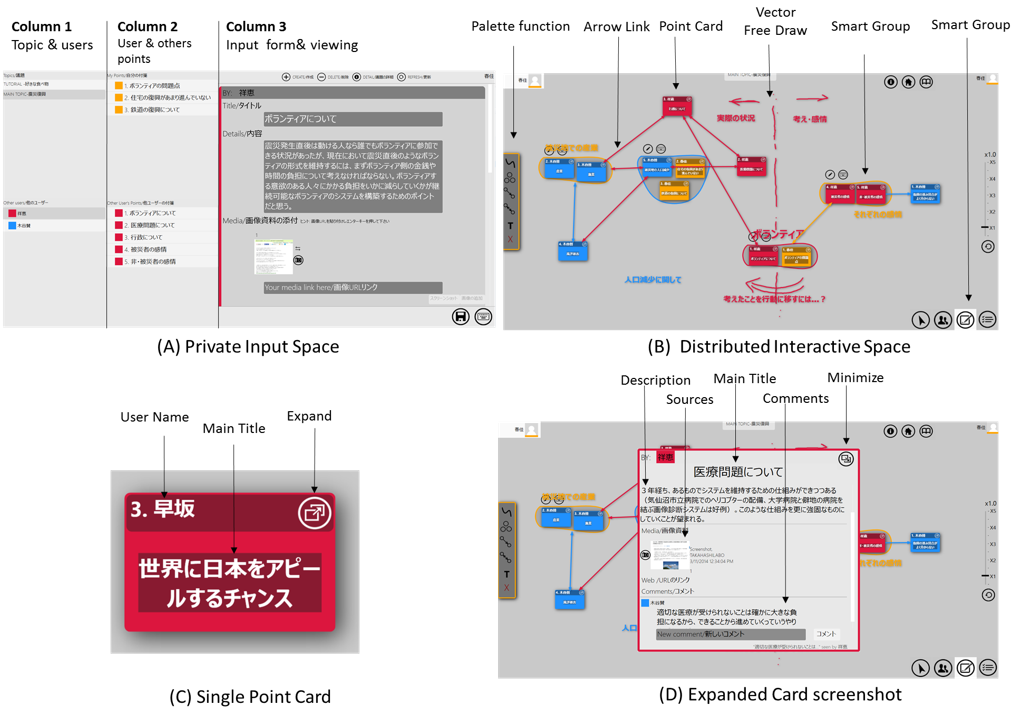 Column 1
Topic & users
Column 2
User & others
points
Column 3
Input form& viewing
Topics/議題
My Points/自分の付箋
CREATE/作成
DELETE/削除
REFRESH/更新
MAIN TOPIC-震災復興
1. ボランティアの問題点
2. 住宅の復興があまり進んでいない
3. 鉄道の復興について
BY: 祥恵
Title/タイトル
ボランティアについて
Details/内容
震災発生直後は動ける人なら誰でもボランティアに参加で
きる状況があったが、現在において震災直後のようなボラン
ティアの形式を維持するには、まずボランティア側の金銭や
時間の負担について考えなければならない。ボランティアす
る意欲のある人々にかかる負担をいかに減らしていくかが継
続可能なボランティアのシステムを構築するためのポイント
だと思う。
Media/画像資料の添付
Your media link here/画像URLリンク
Other users/他のユーザー
祥恵
木谷賢
Other User's Points/他ユーザーの付箋
1. ボランティアについて
2. 医療問題について
3. 行政について
4. 被災者の感情
5. 非・被災者の感情
(A) Private Input Space
Palette function
Arrow Link
Point Card
Vector
Free Draw
Smart Group
Smart Group
実際の状況
考え・感情
ボランティア
それぞれの感情
人口減少に関して
考えたことを行動に移すには…?
x1.0
X3
X2
X1
T
X
(B) Distributed Interactive Space
User Name
Main Title
Expand
3. 早坂
世界に日本をアピー
ルするチャンス
(C) Single Point Card
Description
Sources
Main Title
Comments
Minimize
BY: 祥恵
医療問題について
3年経ち、あるものでシステムを維持するための仕組みができつつある
(気仙沼市立病院でのヘリコプターの配備、大学病院と僻地の病院を
結ぶ画像診断システムは好例）。このような仕組みを更に強固なものに
していくことが望まれる。
Media/画像資料
Screenshot,
TAKAHASHILABO
3/11/2014 12:34:04 PM
Web /URLのリンク
Comments/コメント
木谷賢
適切な医療が受けられないことは確かに大きな負
担になるから、できることから進めていくっていうやり
New comment/新しいコメント
コメント
x1.0
X3
X2
X1
T
X
(D) Expanded Card screenshot